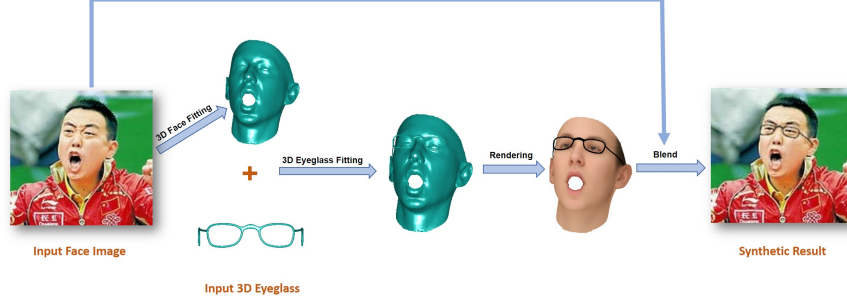 3D Face Fitting
3D Eyeglass Fitting
Rendering
Blend
Input Face Image
Synthetic Result
Input 3D Eyeglass